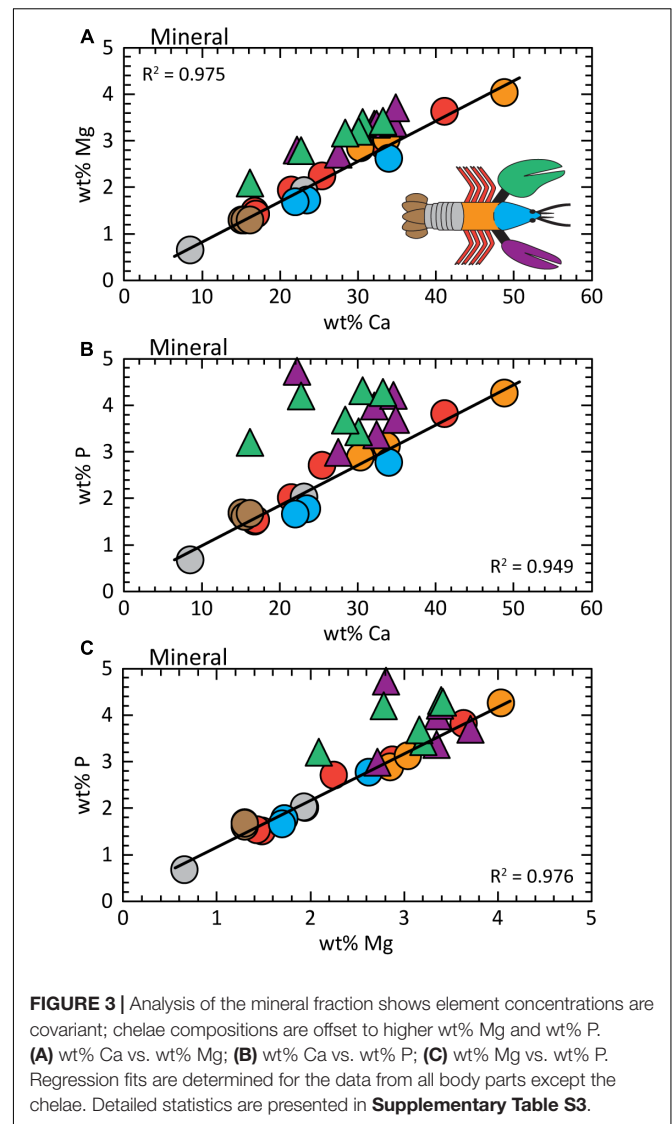 A Mineral
R² = 0.975
5
4
3
2
1
0
wt% Mg
0 10 20 30 40 50 60
wt% Ca
B Mineral
5
4
3
2
1
0
wt% P
R² = 0.949
0 10 20 30 40 50 60
wt% Ca
C Mineral
5
4
3
2
1
0
wt% P
R² = 0.976
0 1 2 3 4 5
wt% Mg
FIGURE 3 | Analysis of the mineral fraction shows element concentrations are
covariant; chelae compositions are offset to higher wt% Mg and wt% P.
(A) wt% Ca vs. wt% Mg; (B) wt% Ca vs. wt% P; (C) wt% Mg vs. wt% P.
Regression fits are determined for the data from all body parts except the
chelae. Detailed statistics are presented in Supplementary Table S3.